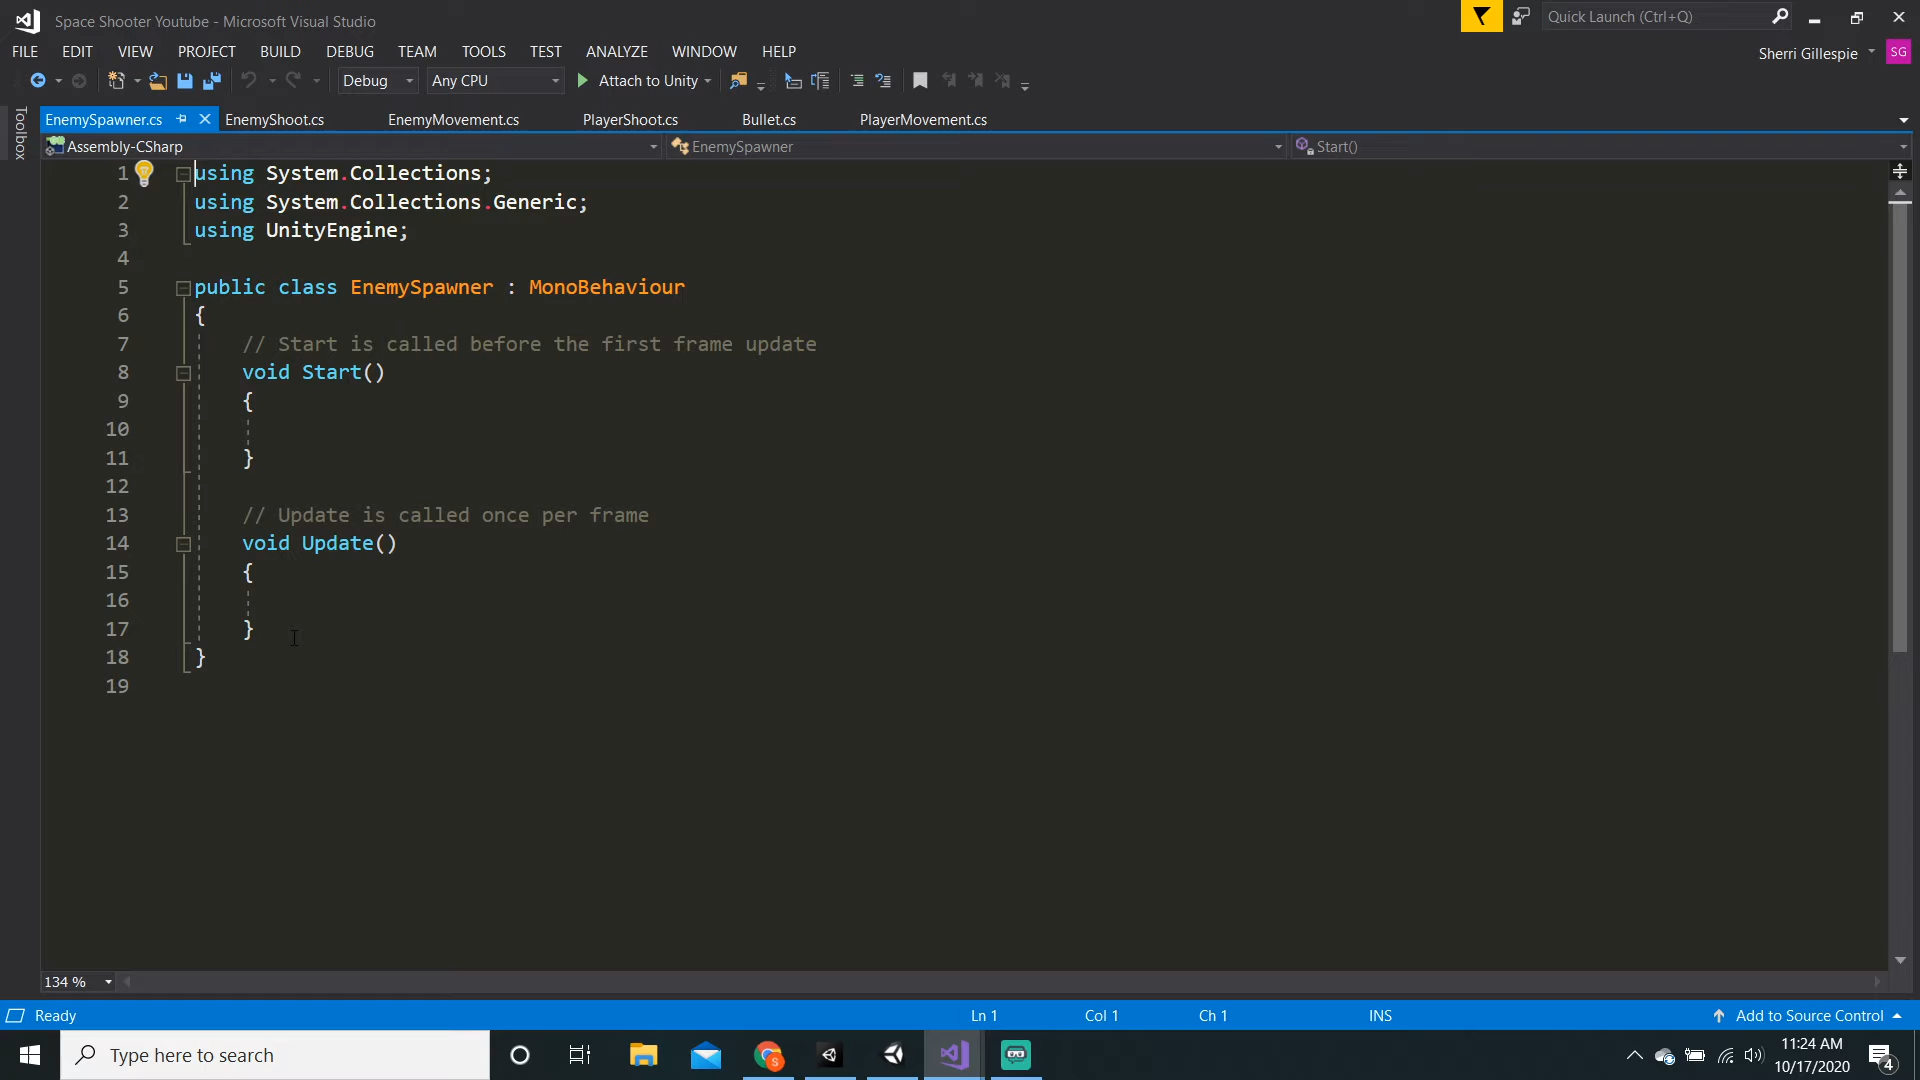 Space Shooter Youtube - Microsoft Visual Studio
Quick Launch (Ctrl+Q)
FILE EDIT VIEW PROJECT BUILD DEBUG TEAM TOOLS TEST ANALYZE WINDOW HELP
Sherri Gillespie SG
Debug Any CPU Attach to Unity
Toolbox
EnemySpawner.cs EnemyShoot.cs EnemyMovement.cs PlayerShoot.cs Bullet.cs PlayerMovement.cs
Assembly-CSharp EnemySpawner Start()
1 using System.Collections;
2 using System.Collections.Generic;
3 using UnityEngine;
4
5 public class EnemySpawner : MonoBehaviour
6 {
7 // Start is called before the first frame update
8 void Start()
9 {
10
11 }
12
13 // Update is called once per frame
14 void Update()
15 {
16
17 }
18 }
19
134 %
Ready Ln 1 Col 1 Ch 1 INS Add to Source Control
Type here to search
S
11:24 AM
10/17/2020
4